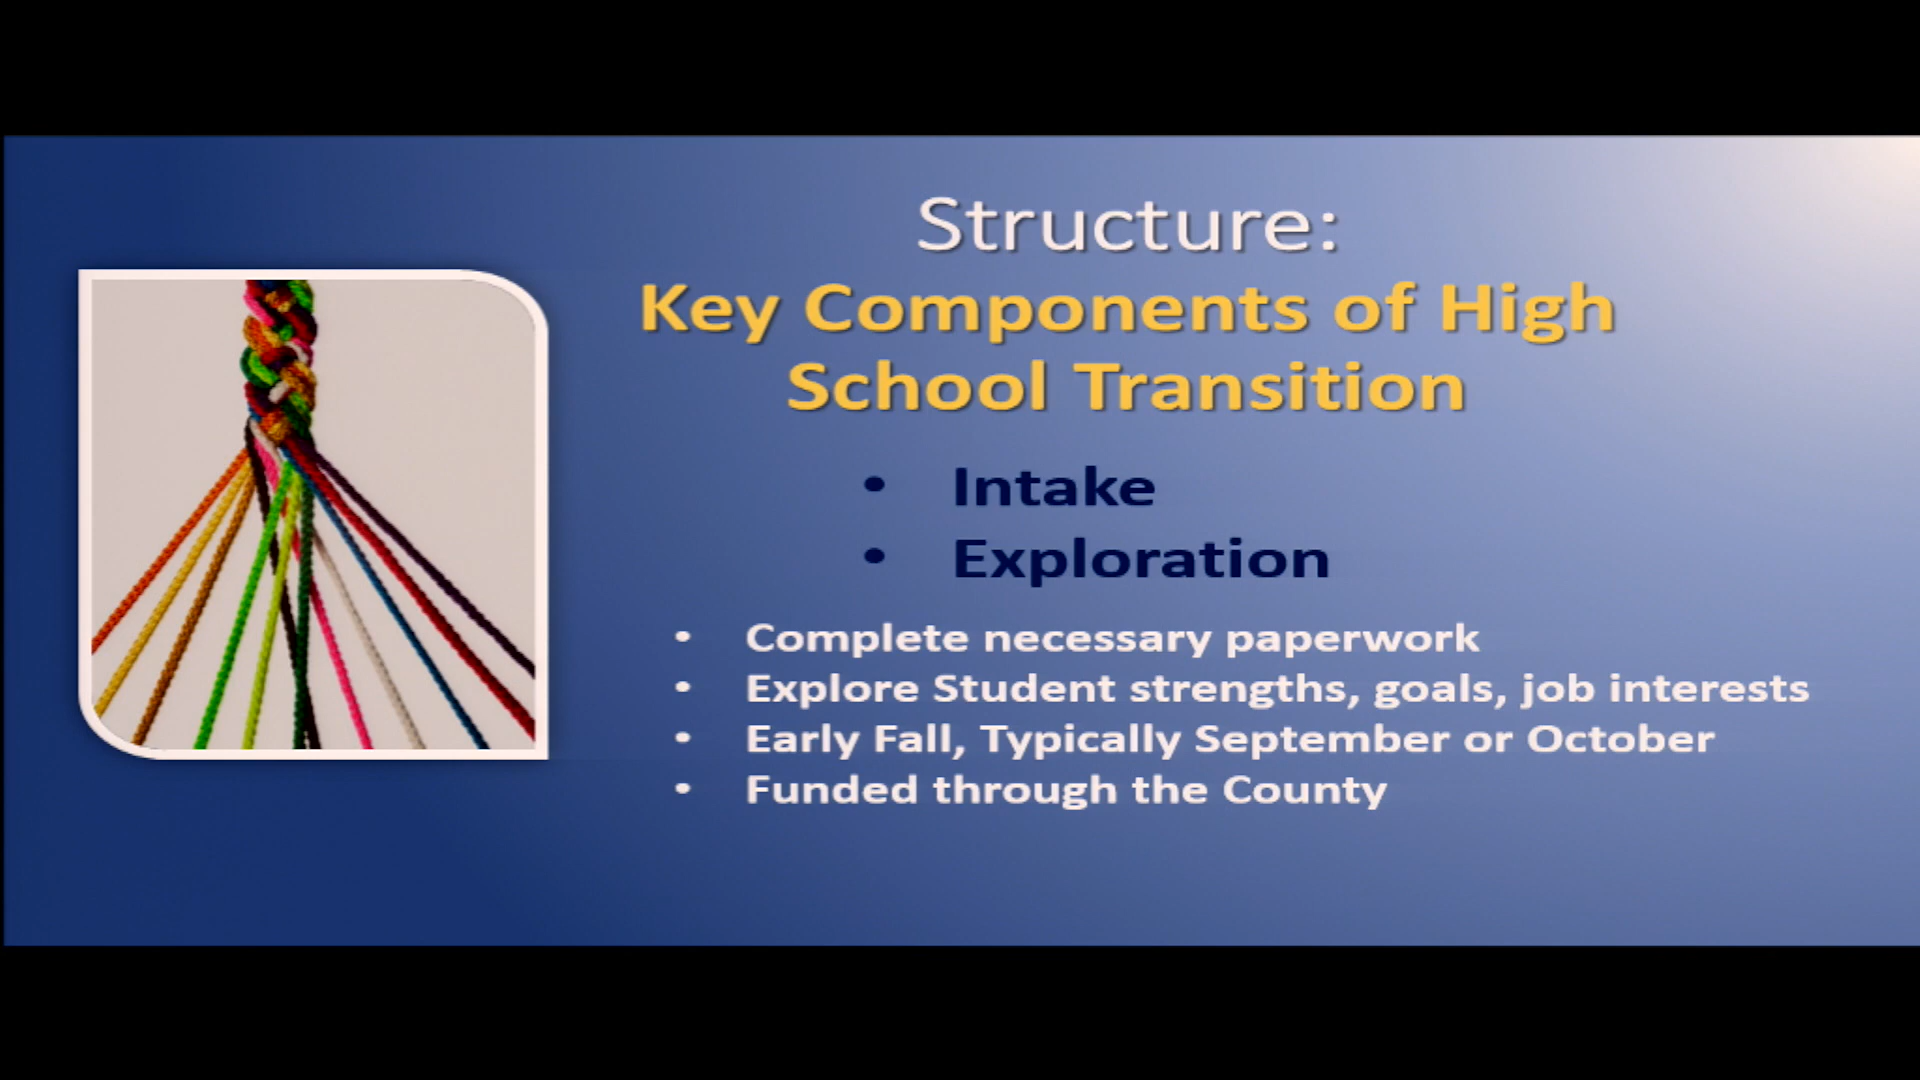 Structure:
Key Components of High
School Transition
• Intake
• Exploration
• Complete necessary paperwork
• Explore Student strengths, goals, job interests
• Early Fall, Typically September or October
• Funded through the County